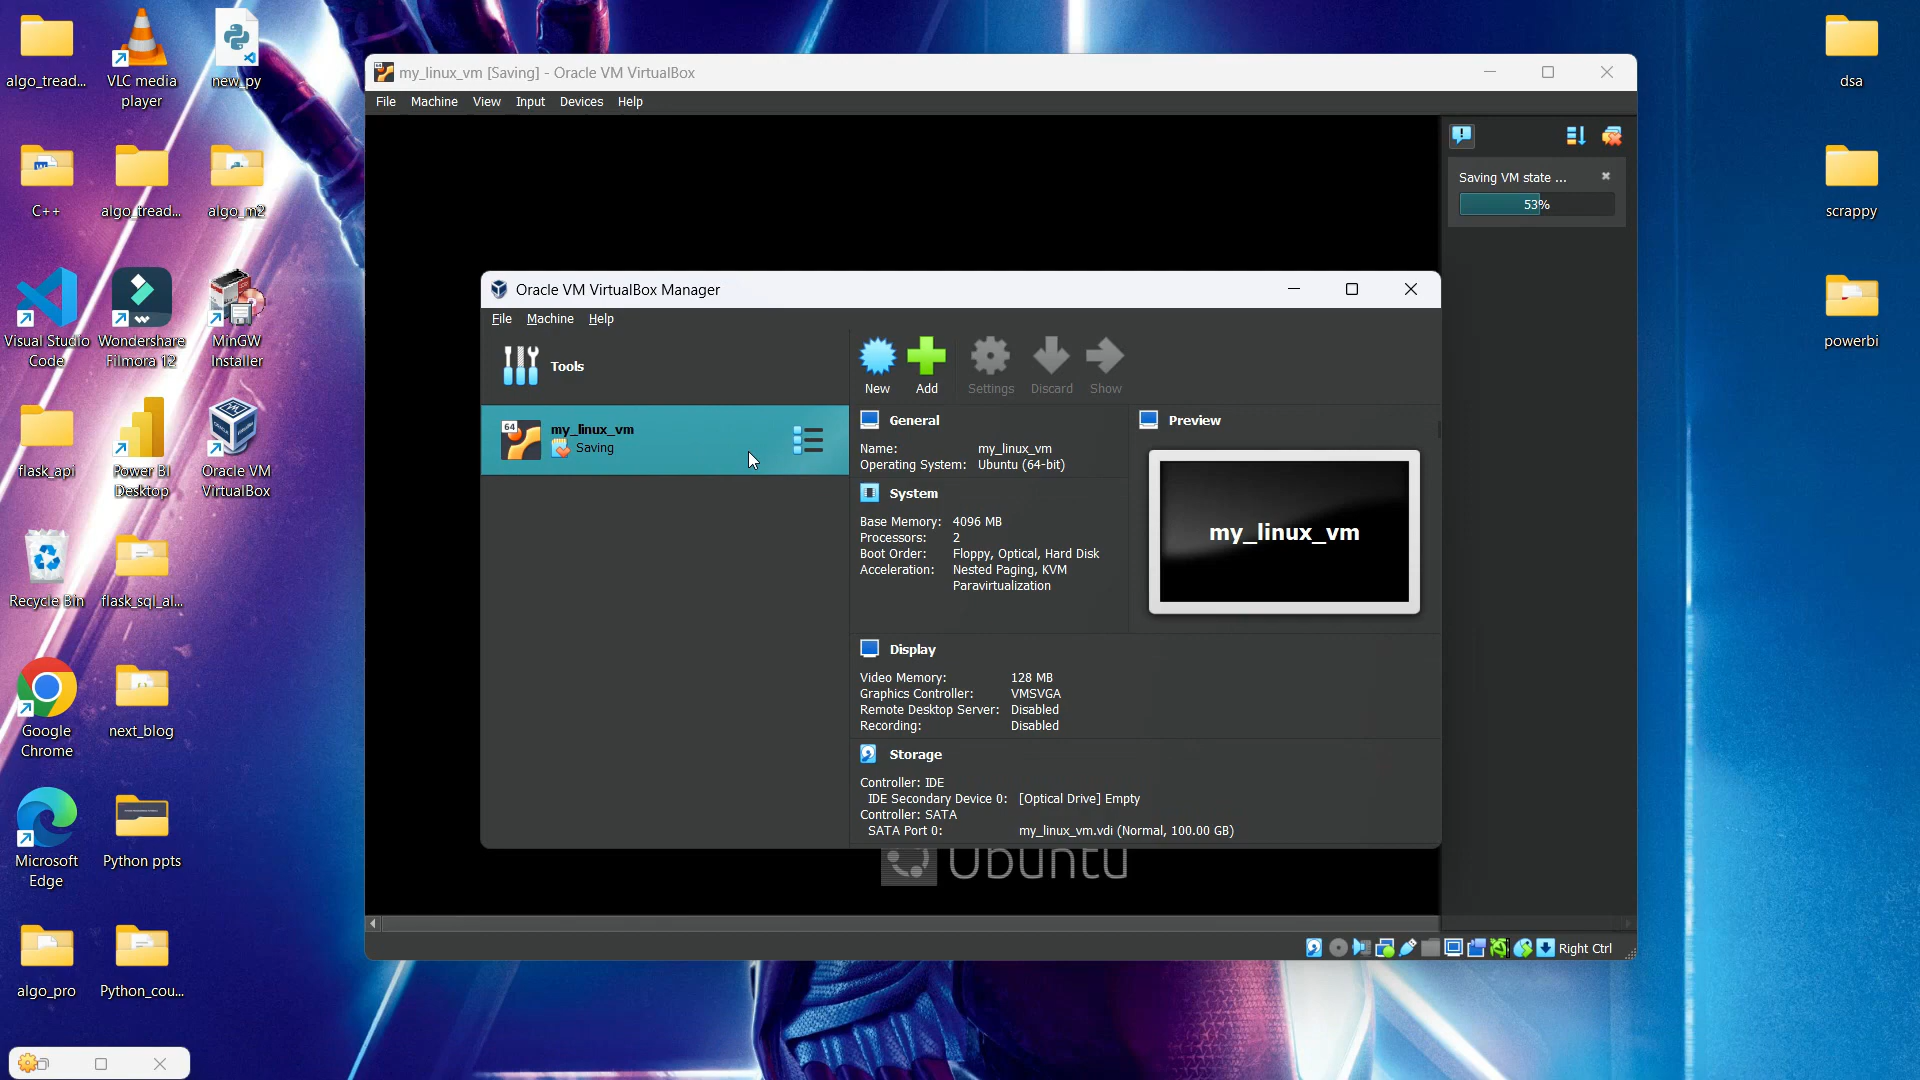 algo_tread...
VLC media
player
new_py
C++
algo_tread...
algo_m2
Visual Studio
Code
Wondershare
Filmora 12
MinGW
Installer
flask_api
Power BI
Desktop
Oracle VM
VirtualBox
Recycle Bin
flask_sql_al...
Google
Chrome
next_blog
Microsoft
Edge
Python ppts
algo_pro
Python_cou...
dsa
scrappy
powerbi
my_linux_vm [Saving] - Oracle VM VirtualBox
File Machine View Input Devices Help
Saving VM state ...
53%
Oracle VM VirtualBox Manager
File Machine Help
Tools
New Add Settings Discard Show
64
my_linux_vm
Saving
General
Name: my_linux_vm
Operating System: Ubuntu (64-bit)
System
Base Memory: 4096 MB
Processors: 2
Boot Order: Floppy, Optical, Hard Disk
Acceleration: Nested Paging, KVM
Paravirtualization
Preview
my_linux_vm
Display
Video Memory: 128 MB
Graphics Controller: VMSVGA
Remote Desktop Server: Disabled
Recording: Disabled
Storage
Controller: IDE
IDE Secondary Device 0: [Optical Drive] Empty
Controller: SATA
SATA Port 0: my_linux_vm.vdi (Normal, 100.00 GB)
Ubuntu
Right Ctrl